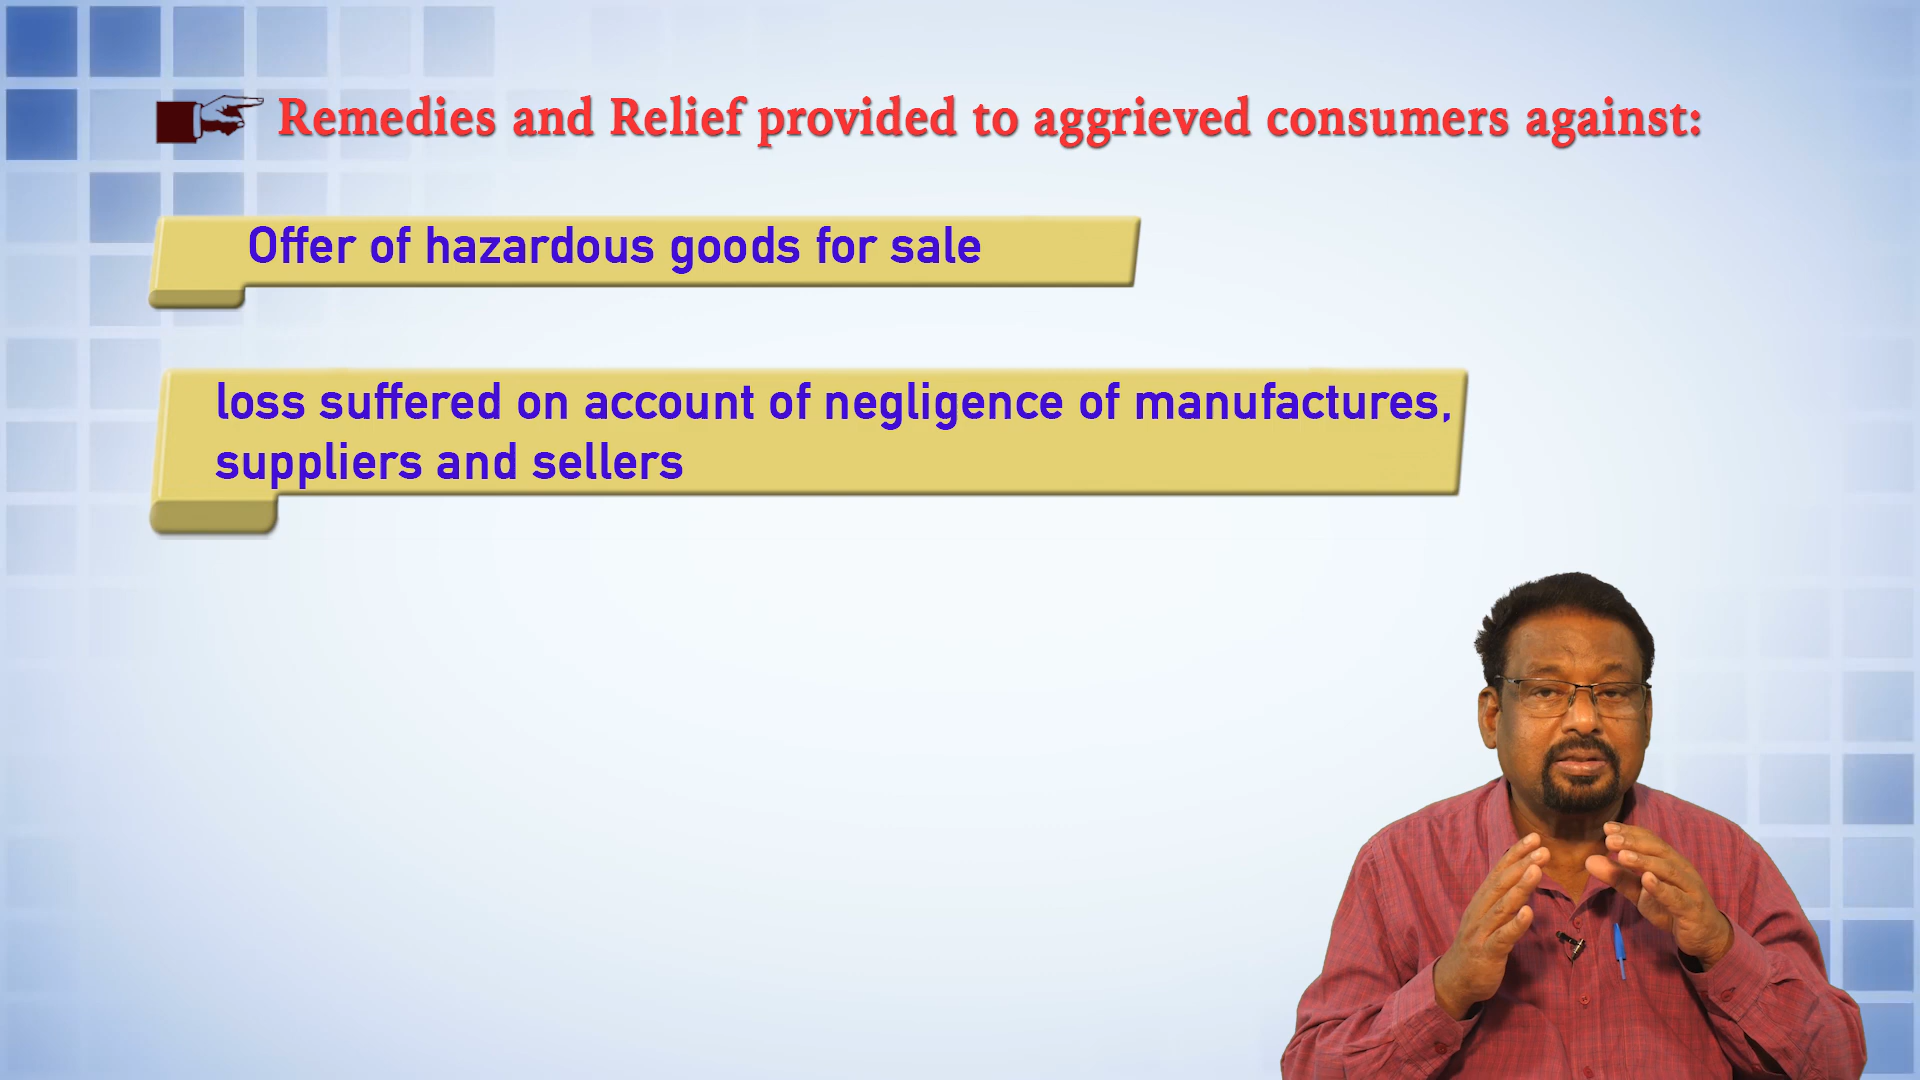 Remedies and Relief provided to aggrieved consumers against:
Offer of hazardous goods for sale
loss suffered on account of negligence of manufactures,
suppliers and sellers